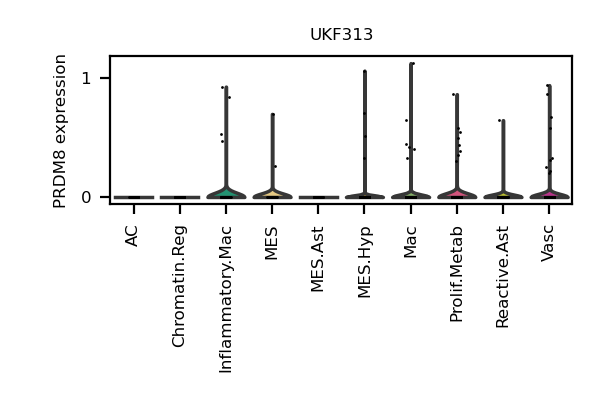 UKF313
PRDM8 expression
1
0
AC
Chromatin.Reg
Inflammatory.Mac
MES
MES.Ast
MES.Hyp
Mac
Prolif.Metab
Reactive.Ast
Vasc